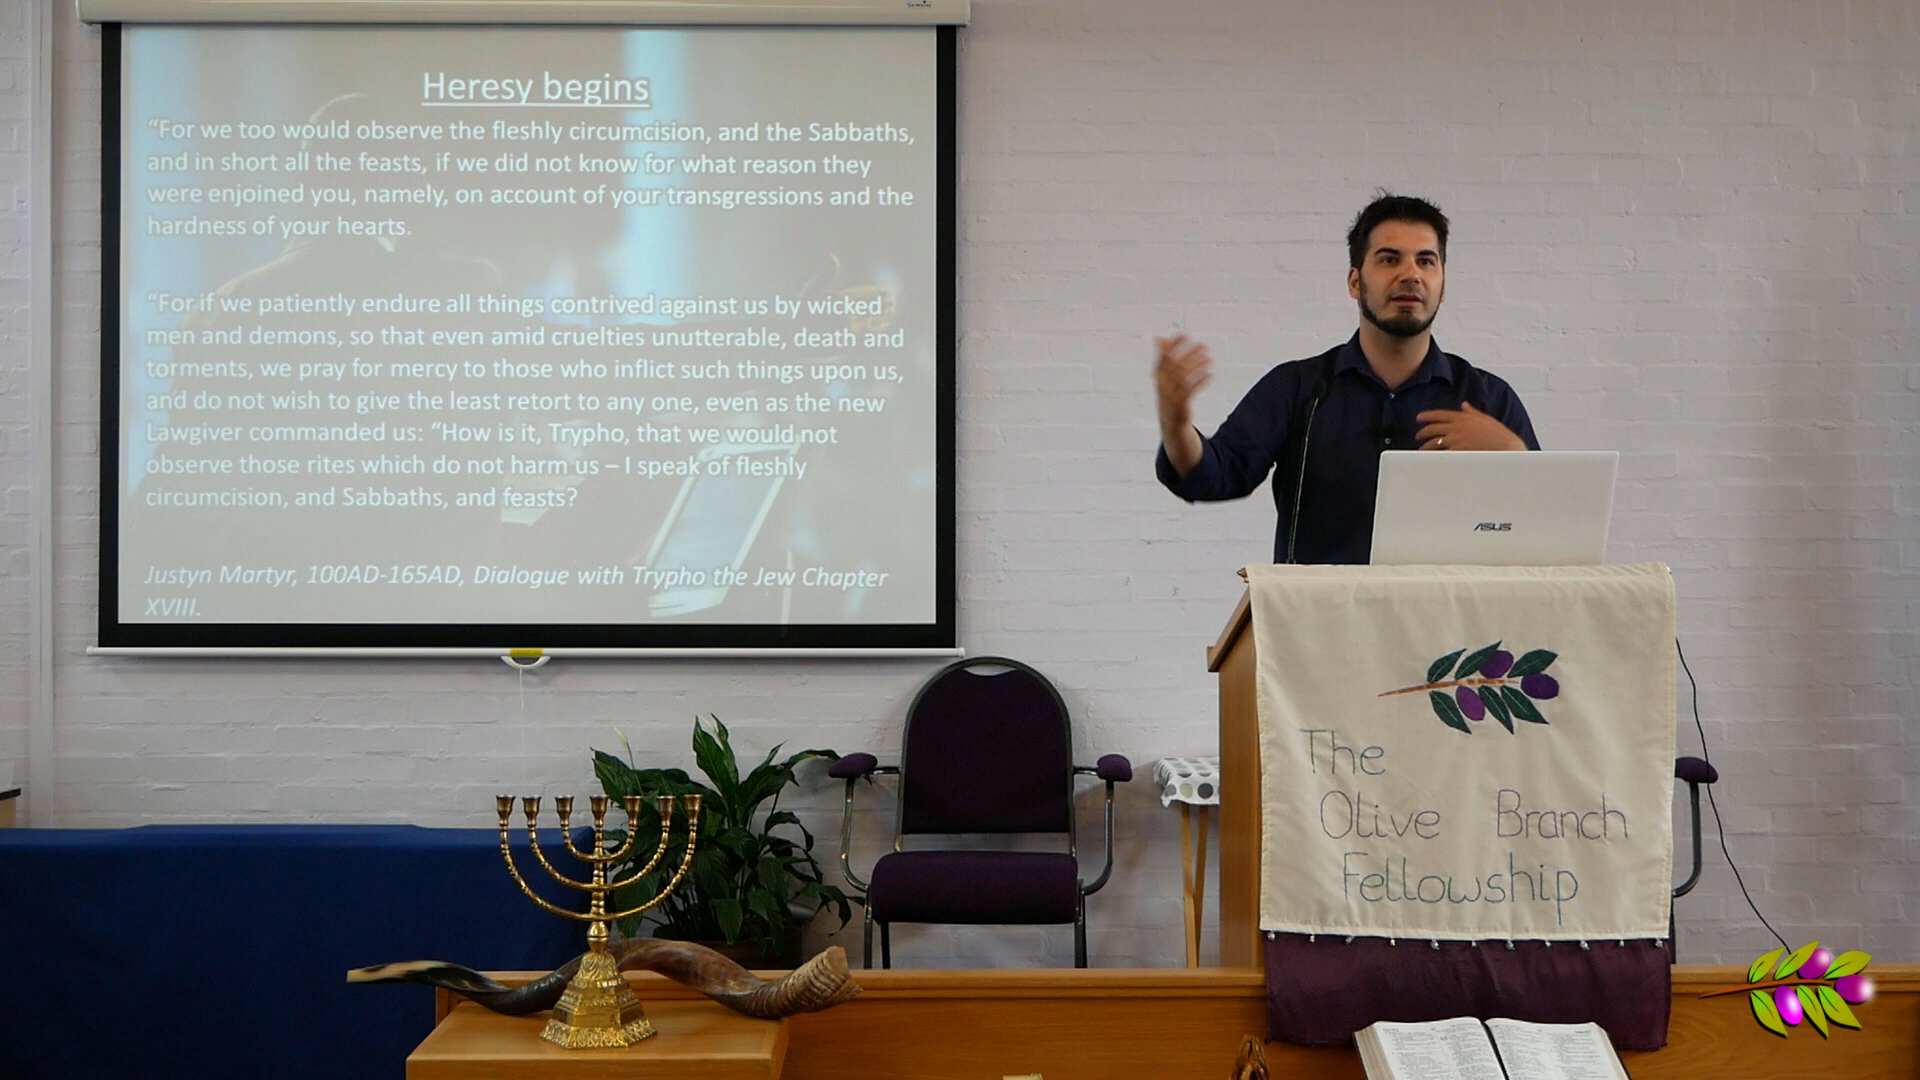 Heresy begins
“For we too would observe the fleshly circumcision, and the Sabbaths,
and in short all the feasts, if we did not know for what reason they
were enjoined you, namely, on account of your transgressions and the
hardness of your hearts.
“For if we patiently endure all things contrived against us by wicked
men and demons, so that even amid cruelties unutterable, death and
torments, we pray for mercy to those who inflict such things upon us,
and do not wish to give the least retort to any one, even as the new
Lawgiver commanded us: “How is it, Trypho, that we would not
observe those rites which do not harm us – I speak of fleshly
circumcision, and Sabbaths, and feasts?
Justyn Martyr, 100AD-165AD, Dialogue with Trypho the Jew Chapter
XVIII.
ASUS
The
Olive Branch
Fellowship